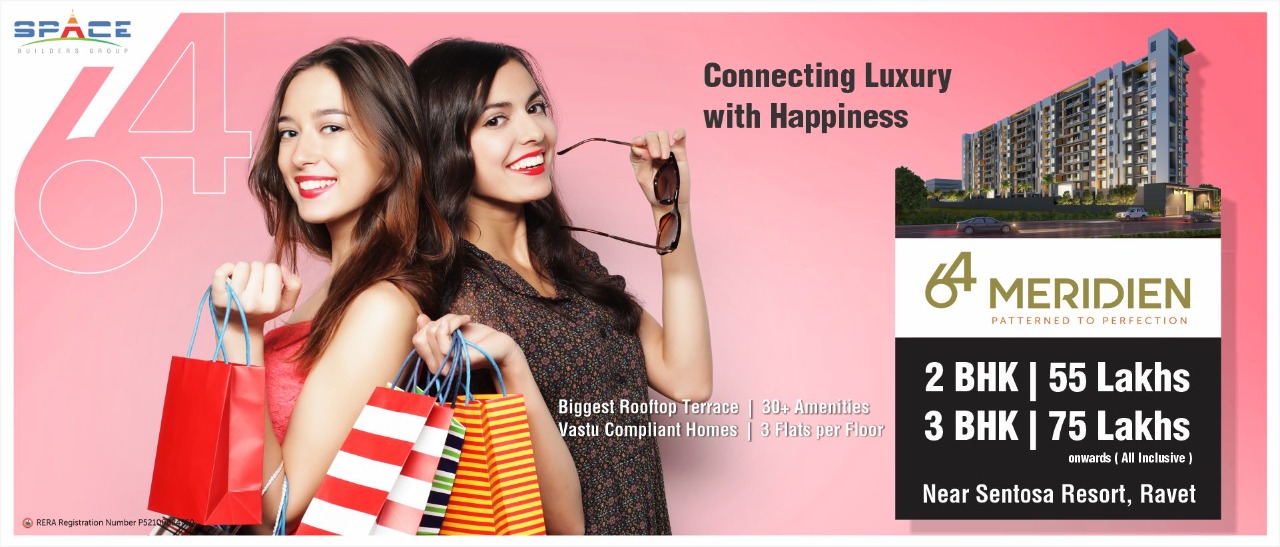 SPACE
BUILDERS GROUP
64
Connecting Luxury
with Happiness
64 MERIDIEN
PATTERNED TO PERFECTION
2 BHK | 55 Lakhs
3 BHK | 75 Lakhs
onwards ( All Inclusive )
Near Sentosa Resort, Ravet
Biggest Rooftop Terrace | 30+ Amenities
Vastu Compliant Homes | 3 Flats per Floor
RERA Registration Number